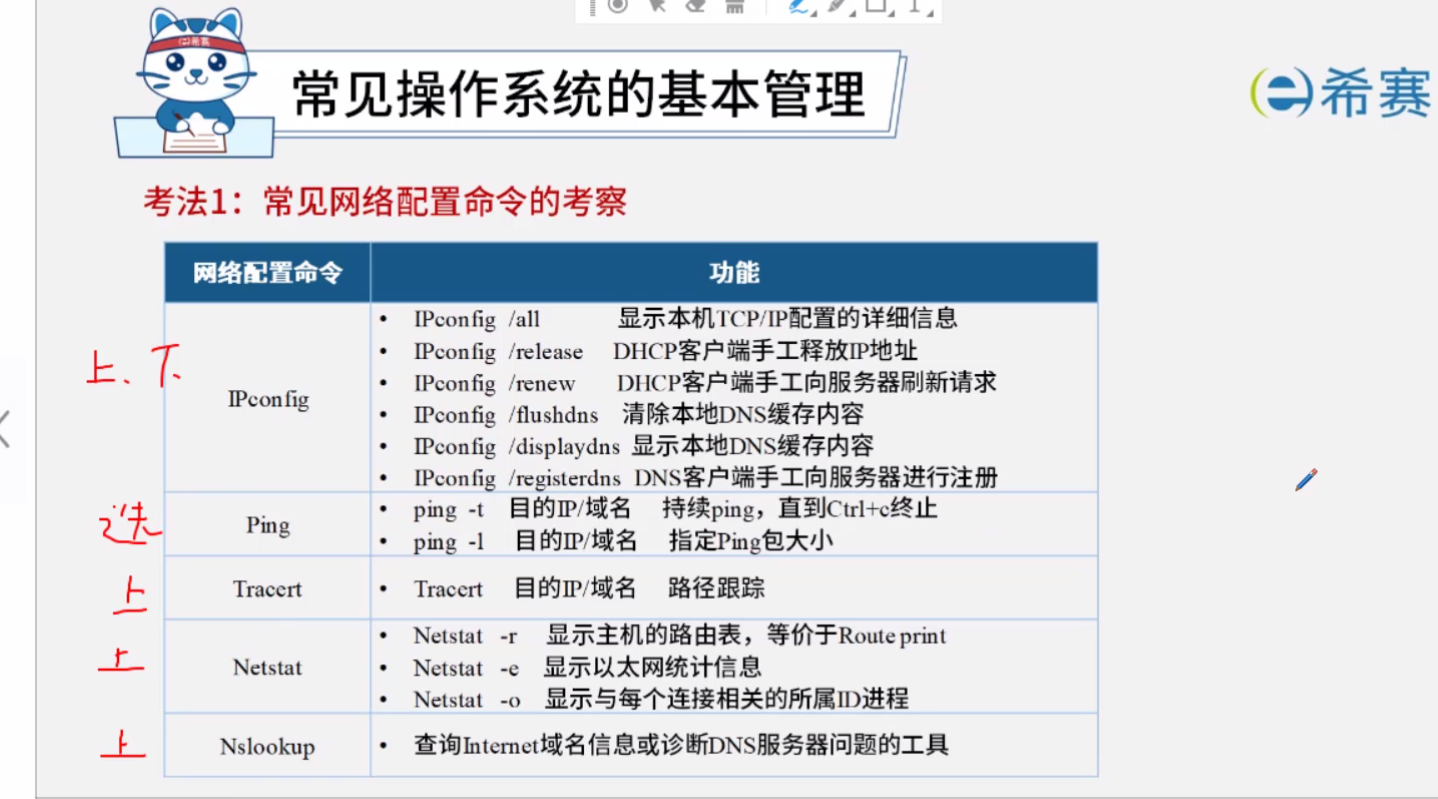 常见操作系统的基本管理
希赛
希赛
考法1：常见网络配置命令的考察
网络配置命令 功能
IPconfig
• IPconfig /all 显示本机TCP/IP配置的详细信息
• IPconfig /release DHCP客户端手工释放IP地址
• IPconfig /renew DHCP客户端手工向服务器刷新请求
• IPconfig /flushdns 清除本地DNS缓存内容
• IPconfig /displaydns 显示本地DNS缓存内容
• IPconfig /registerdns DNS客户端手工向服务器进行注册
上、下
Ping
• ping -t 目的IP/域名 持续ping，直到Ctrl+c终止
• ping -l 目的IP/域名 指定Ping包大小
选
Tracert
• Tracert 目的IP/域名 路径跟踪
上
Netstat
• Netstat -r 显示主机的路由表，等价于Route print
• Netstat -e 显示以太网统计信息
• Netstat -o 显示与每个连接相关的所属ID进程
上
Nslookup
• 查询Internet域名信息或诊断DNS服务器问题的工具
上